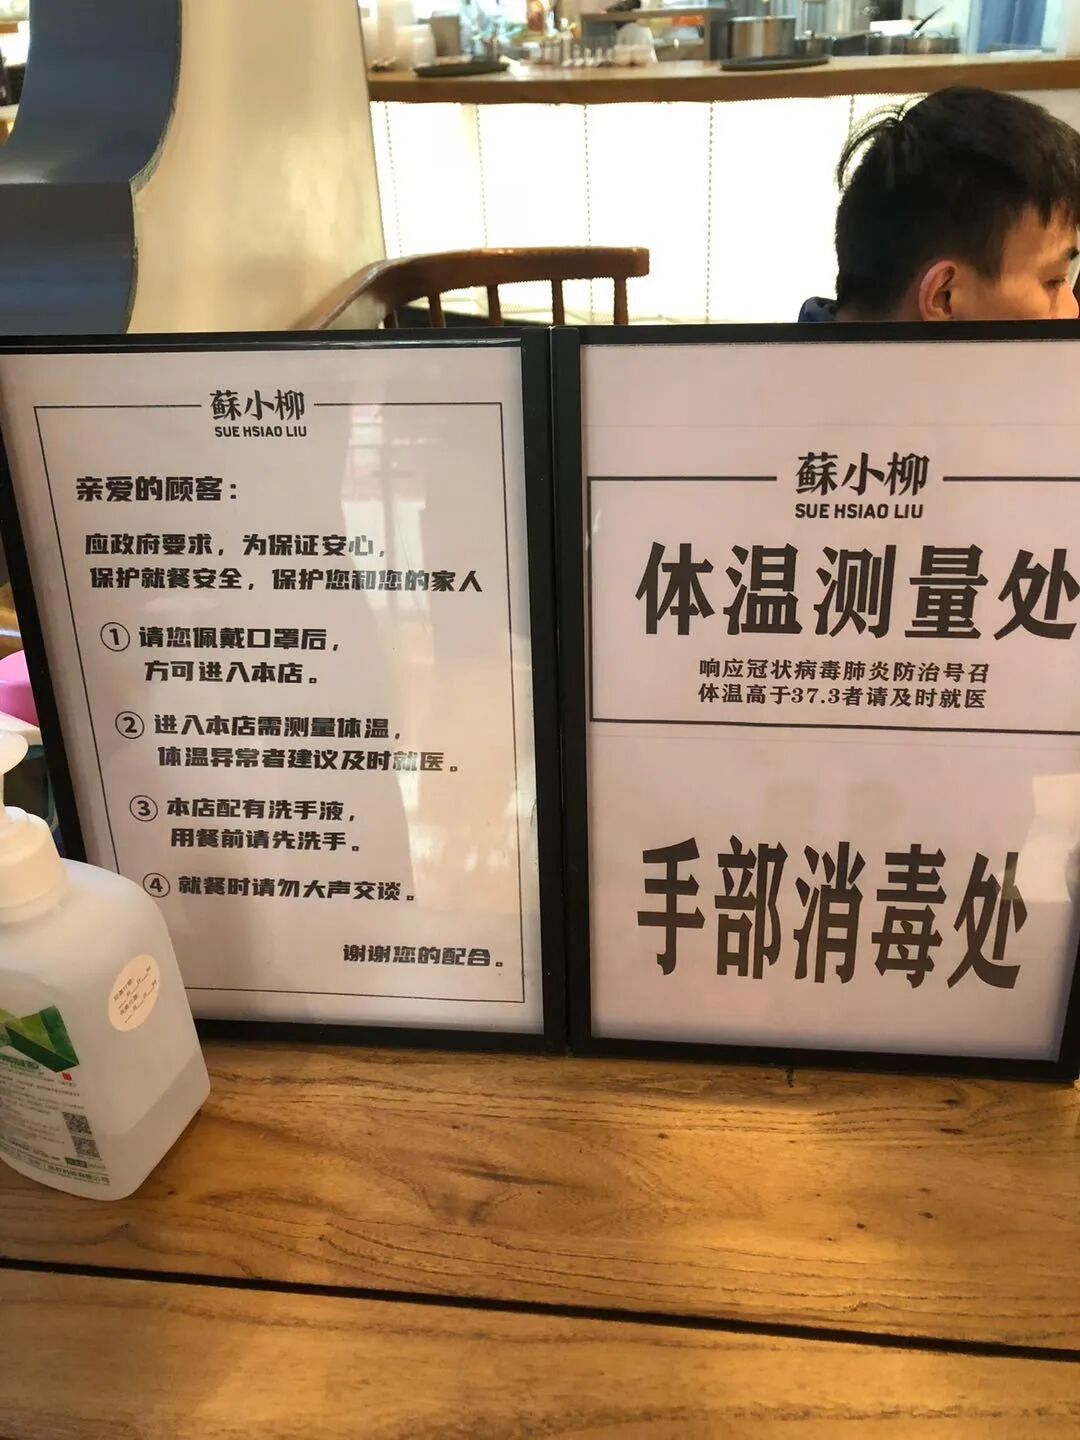 蘇小柳
SUE HSIAO LIU
亲爱的顾客：
应政府要求，为保证安心，
保护就餐安全，保护您和您的家人
① 请您佩戴口罩后，
方可进入本店。
② 进入本店需测量体温，
体温异常者建议及时就医。
③ 本店配有洗手液，
用餐前请先洗手。
④ 就餐时请勿大声交谈。
谢谢您的配合。
蘇小柳
SUE HSIAO LIU
体温测量处
响应冠状病毒肺炎防治号召
体温高于37.3者请及时就医
手部消毒处